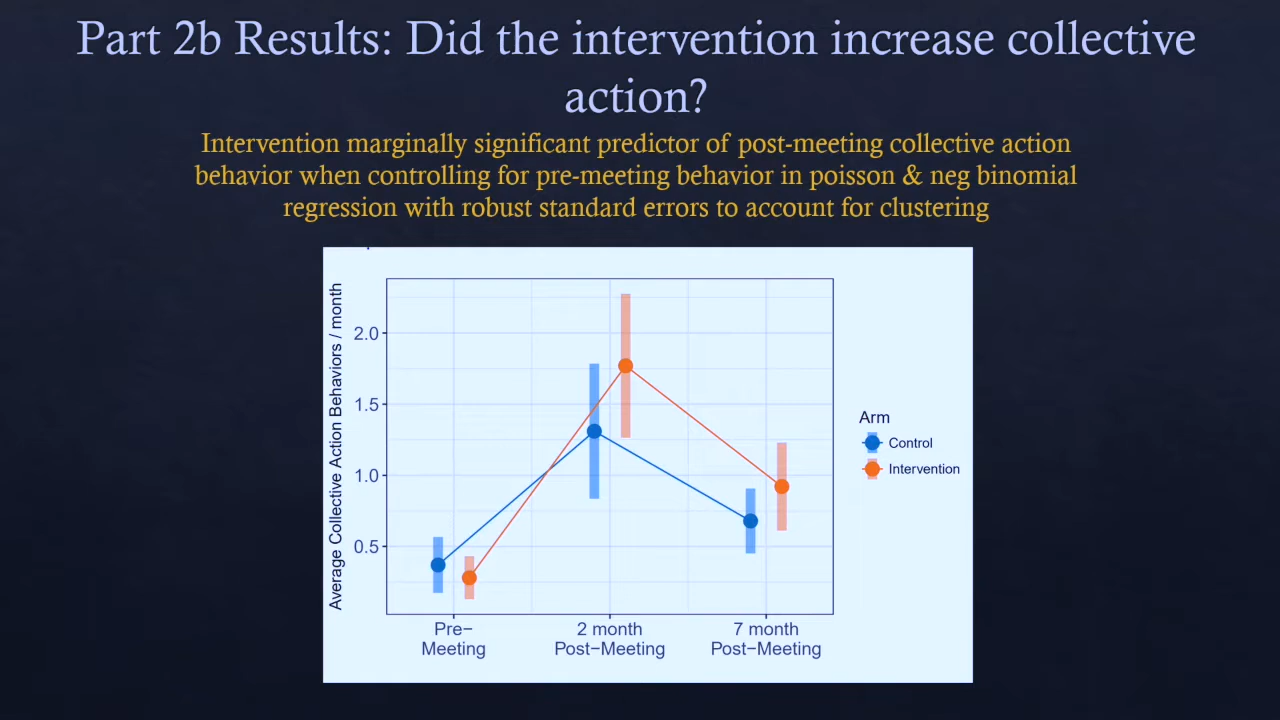 Part 2b Results: Did the intervention increase collective
action?
Intervention marginally significant predictor of post-meeting collective action
behavior when controlling for pre-meeting behavior in poisson & neg binomial
regression with robust standard errors to account for clustering
Average Collective Action Behaviors / month
2.0
1.5
1.0
0.5
Pre−
Meeting
2 month
Post−Meeting
7 month
Post−Meeting
Arm
Control
Intervention